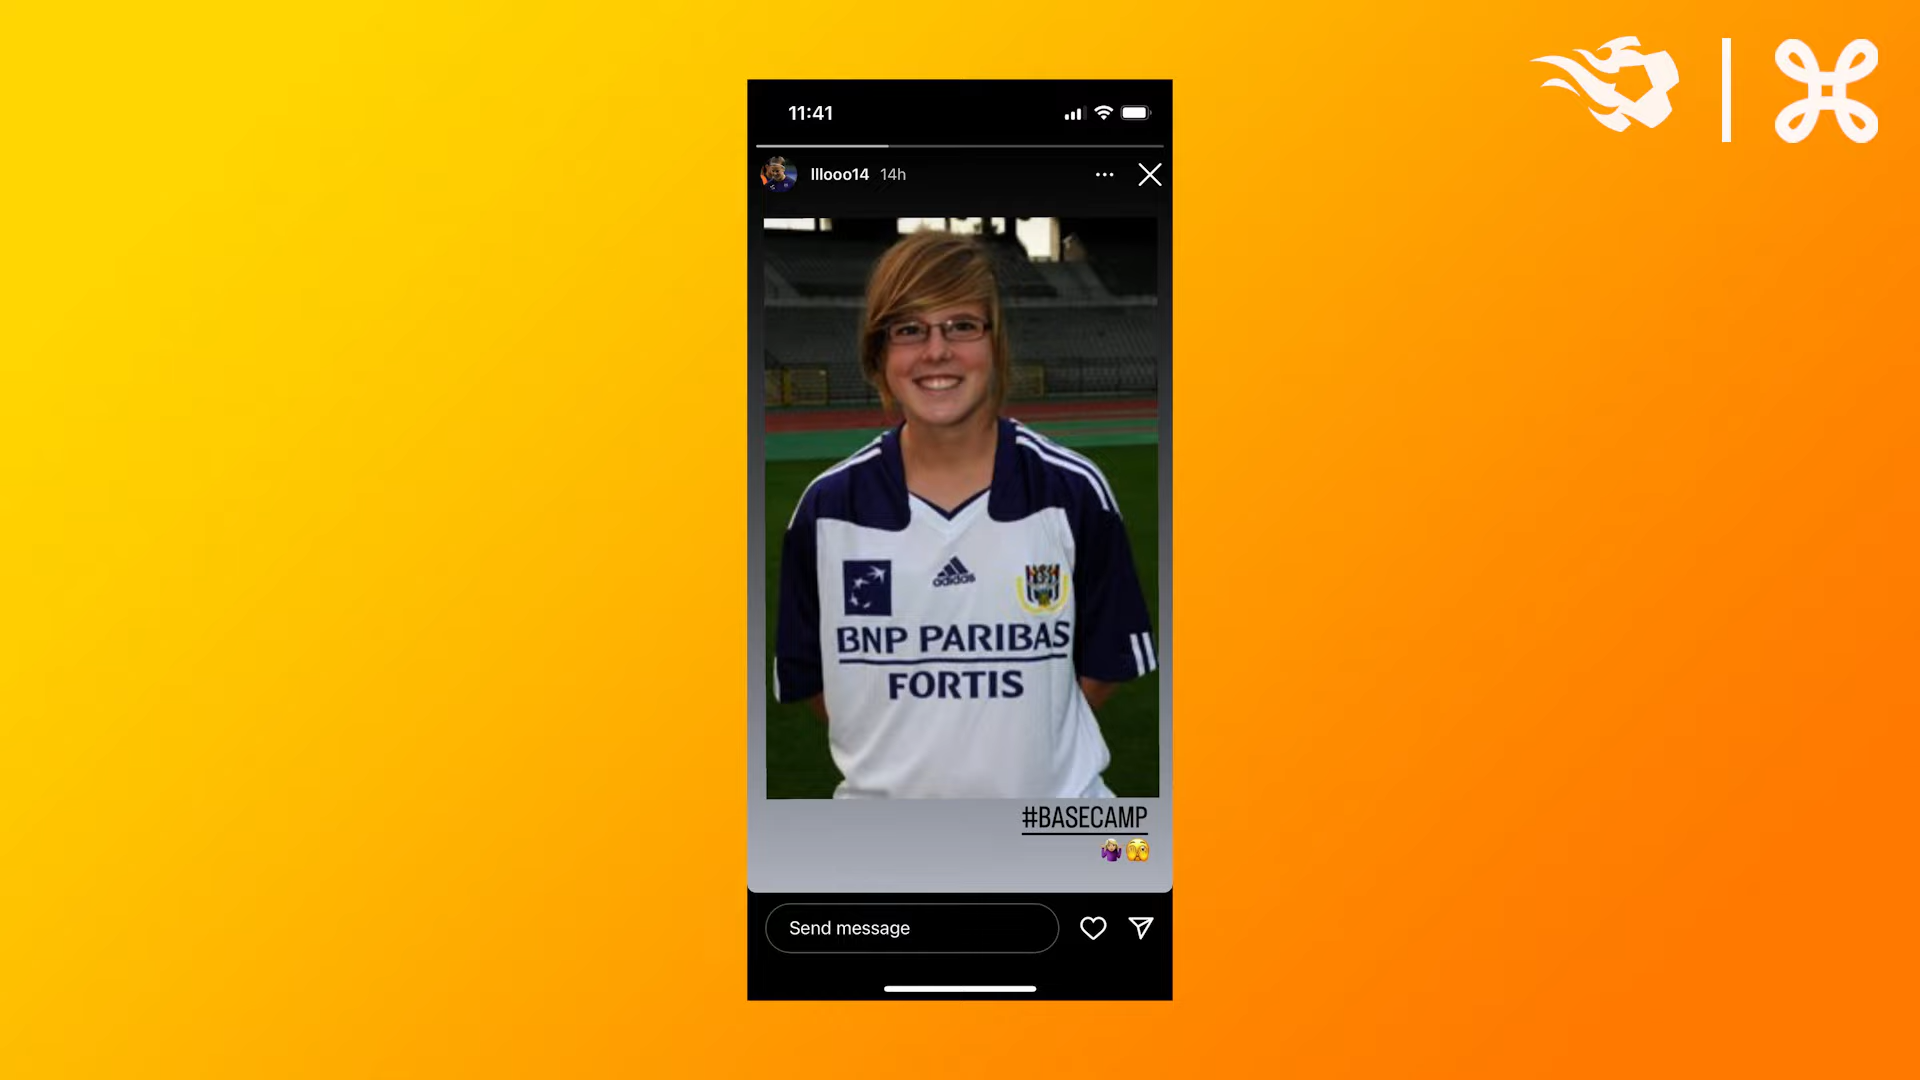 11:41
lllooo14 14h
adidas
BNP PARIBAS
FORTIS
#BASECAMP
Send message